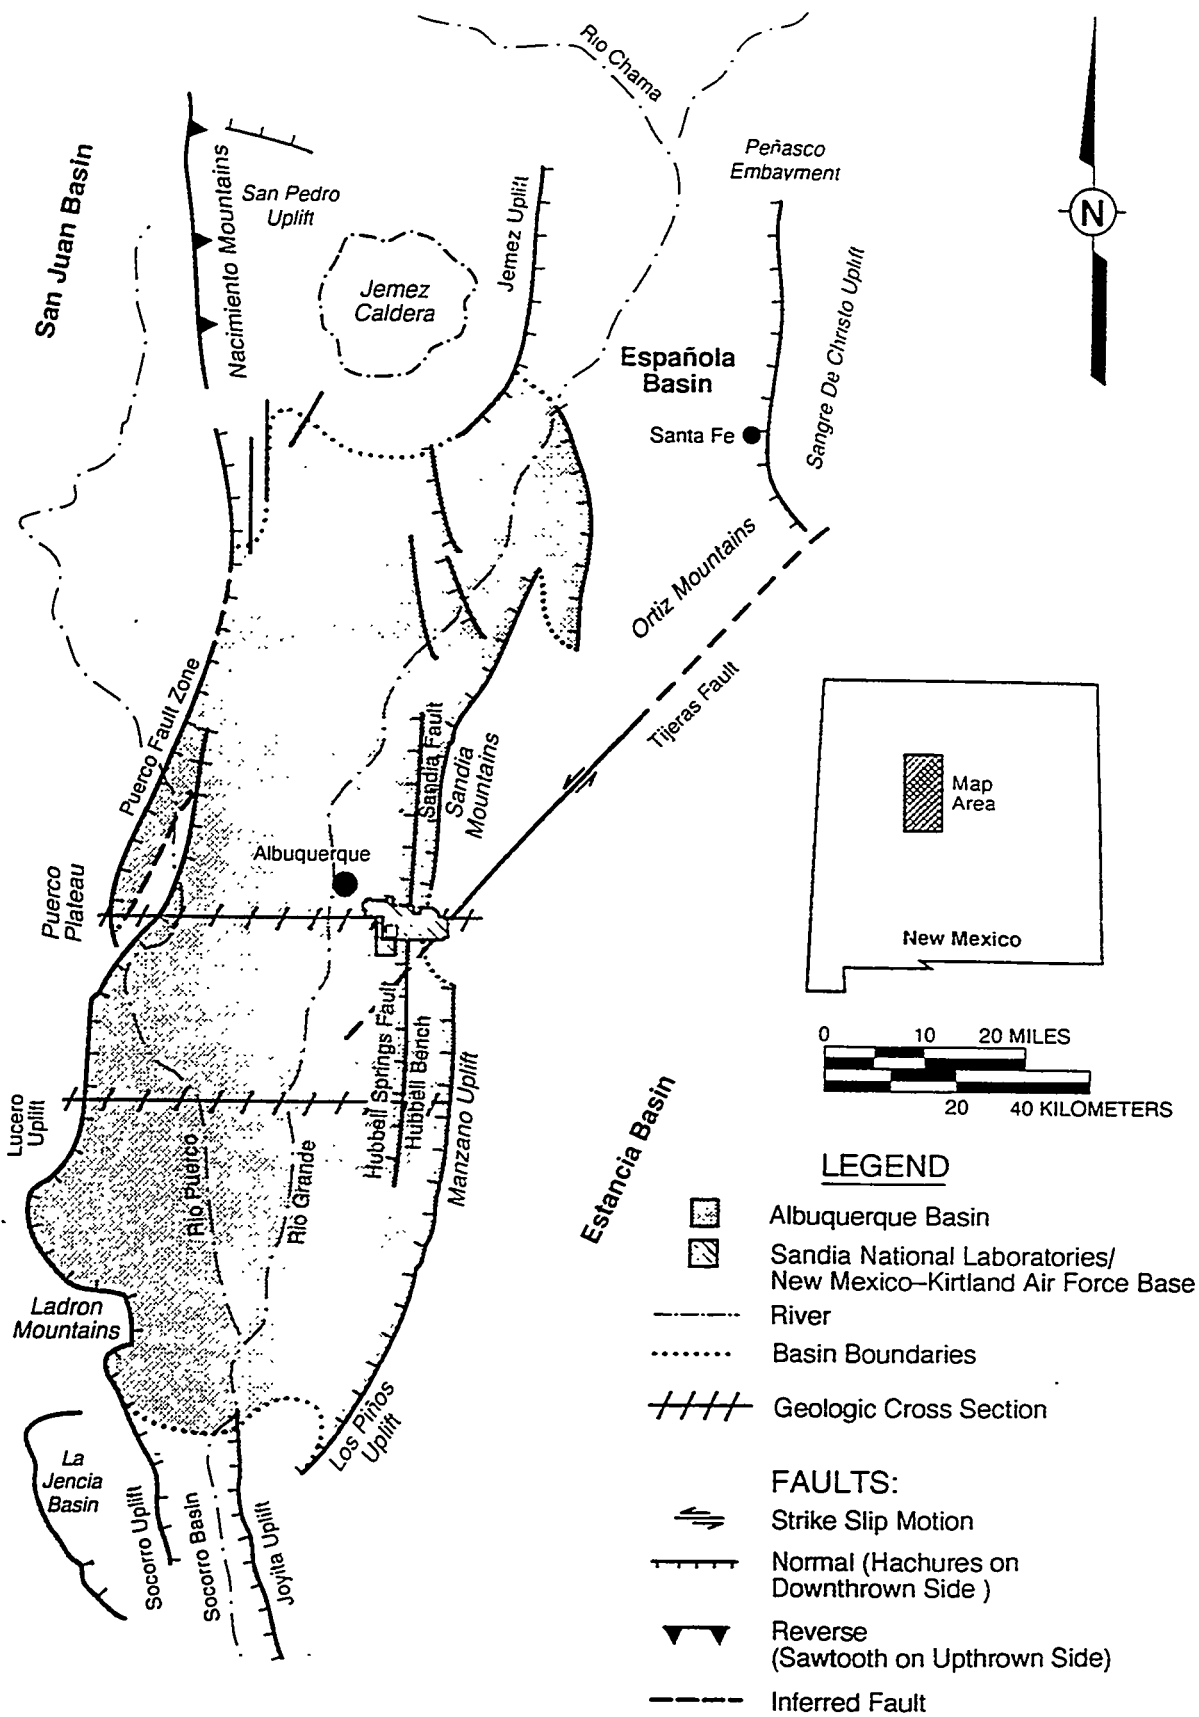 Rio Chama
Peñasco
Embayment
San Juan Basin
Nacimiento Mountains
San Pedro
Uplift
Jemez Uplift
N
Jemez
Caldera
Española
Basin
Sangre De Christo Uplift
Santa Fe
Ortiz Mountains
Puerco Fault Zone
Tijeras Fault
Sandia Fault
Sandia
Mountains
Map
Area
Albuquerque
Puerco
Plateau
New Mexico
Hubbell Springs Fault
Hubbell Bench
0 10 20 MILES
20 40 KILOMETERS
Manzano Uplift
Lucero
Uplift
Estancia Basin
Rio Puerco
Rio Grande
Ladron
Mountains
Los Piños
Uplift
La
Jencia
Basin
Socorro Uplift
Socorro Basin
Joyita Uplift
LEGEND
Albuquerque Basin
Sandia National Laboratories/
New Mexico–Kirtland Air Force Base
River
Basin Boundaries
Geologic Cross Section
FAULTS:
Strike Slip Motion
Normal (Hachures on
Downthrown Side )
Reverse
(Sawtooth on Upthrown Side)
Inferred Fault